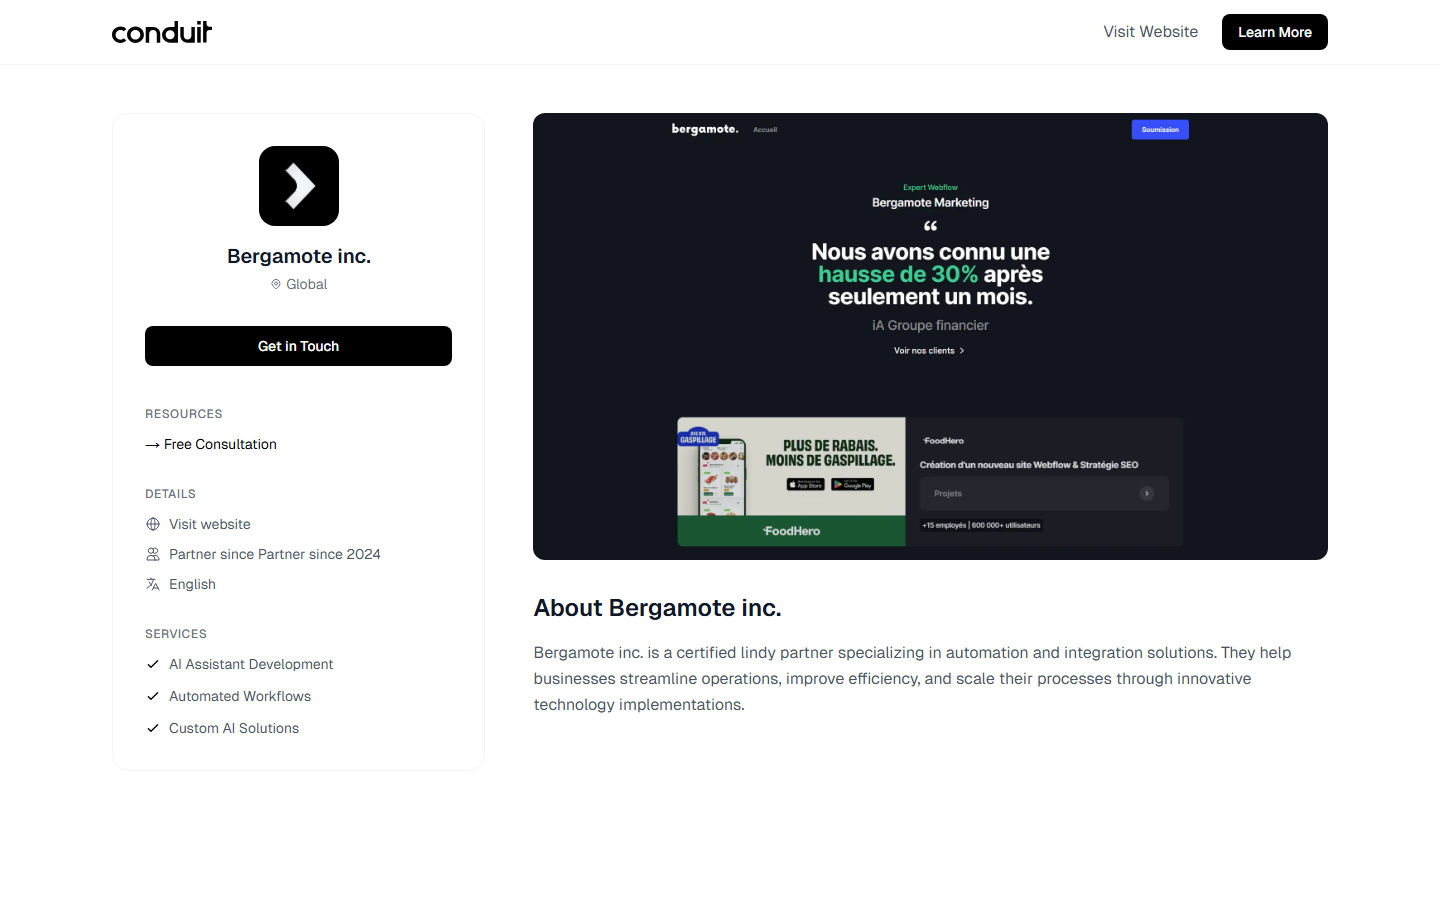 conduit
Visit Website
Learn More
Bergamote inc.
Global
Get in Touch
RESOURCES
→ Free Consultation
DETAILS
Visit website
Partner since Partner since 2024
English
SERVICES
AI Assistant Development
Automated Workflows
Custom AI Solutions
bergamote.
Accueil
Soumission
Expert Webflow
Bergamote Marketing
“
Nous avons connu une
hausse de 30% après
seulement un mois.
iA Groupe financier
Voir nos clients
GASPILLAGE
PLUS DE RABAIS.
MOINS DE GASPILLAGE.
App Store
Google Play
FoodHero
FoodHero
Création d'un nouveau site Webflow & Stratégie SEO
Projets
+15 employés | 600 000+ utilisateurs
About Bergamote inc.
Bergamote inc. is a certified lindy partner specializing in automation and integration solutions. They help
businesses streamline operations, improve efficiency, and scale their processes through innovative
technology implementations.